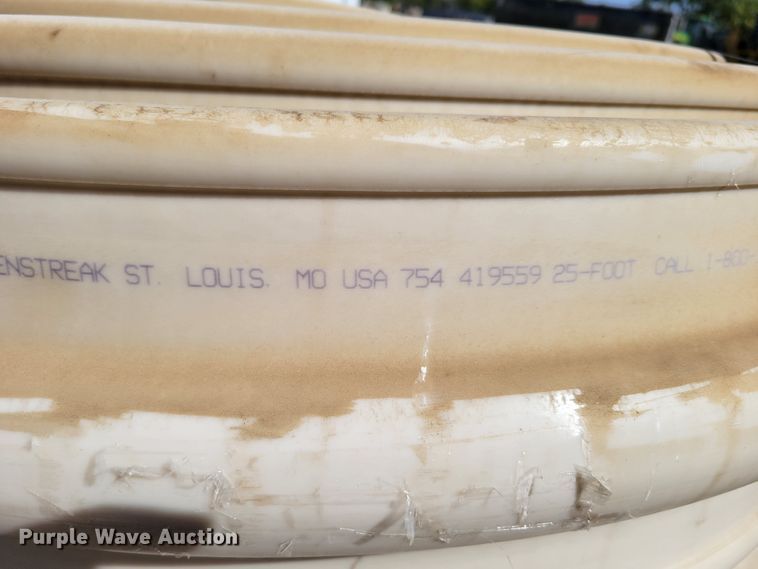 ENSTREAK ST. LOUIS. MO USA 754 419559 25-FOOT CALL 1-800-
Purple Wave Auction